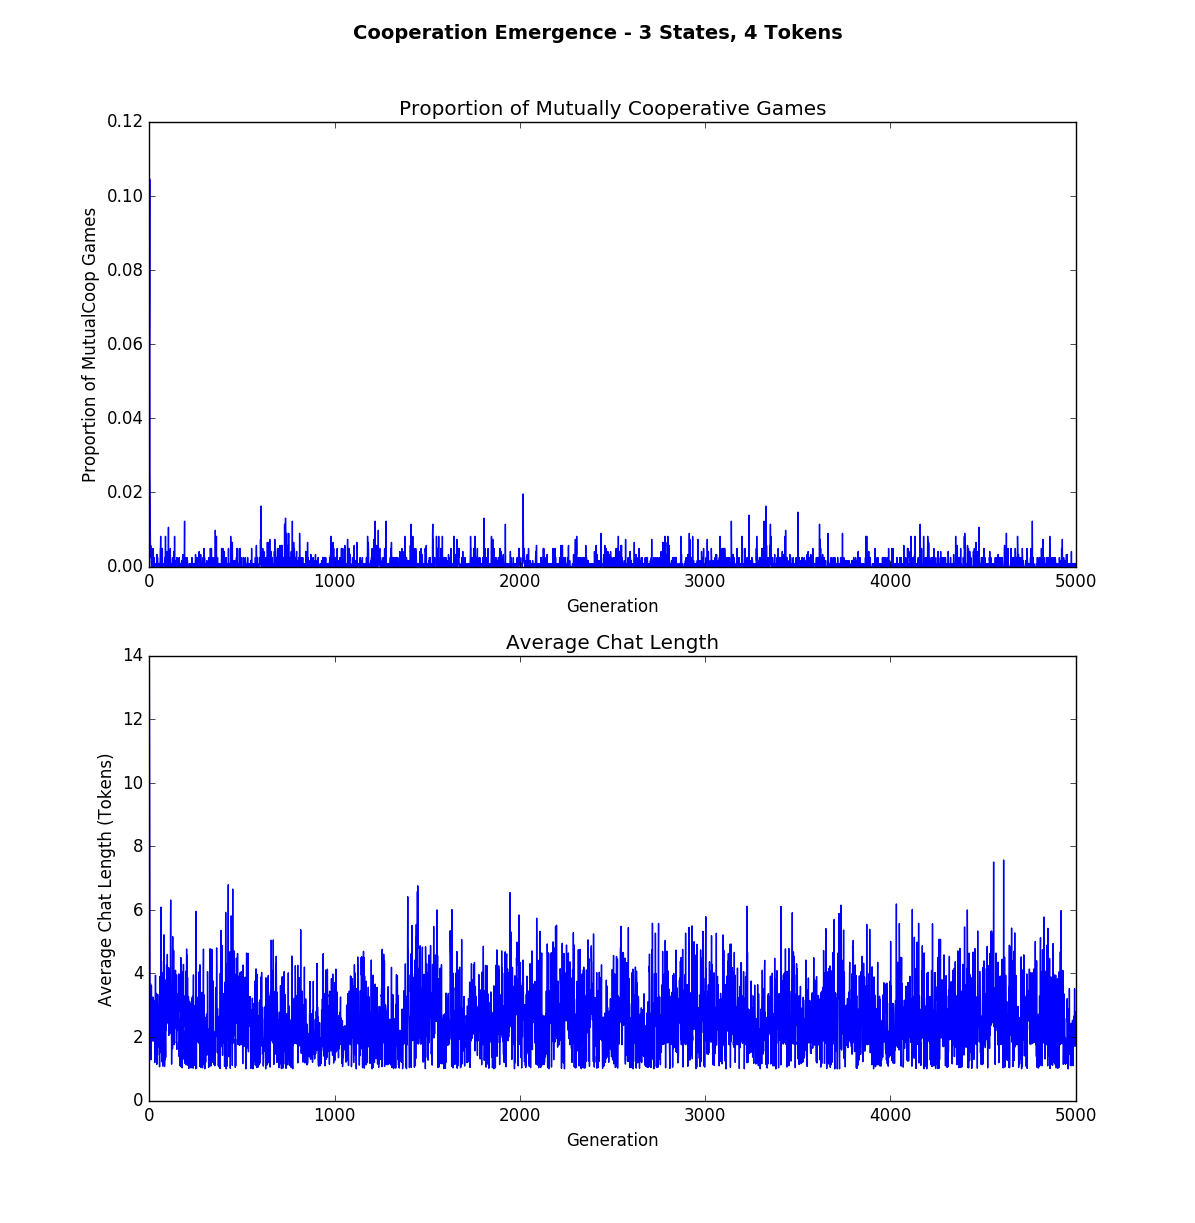 Cooperation Emergence - 3 States, 4 Tokens
Proportion of Mutually Cooperative Games
0.12
0.10
0.08
0.06
0.04
0.02
0.00
Proportion of MutualCoop Games
0 1000 2000 3000 4000 5000
Generation
Average Chat Length
14
12
10
8
6
4
2
0
Average Chat Length (Tokens)
0 1000 2000 3000 4000 5000
Generation